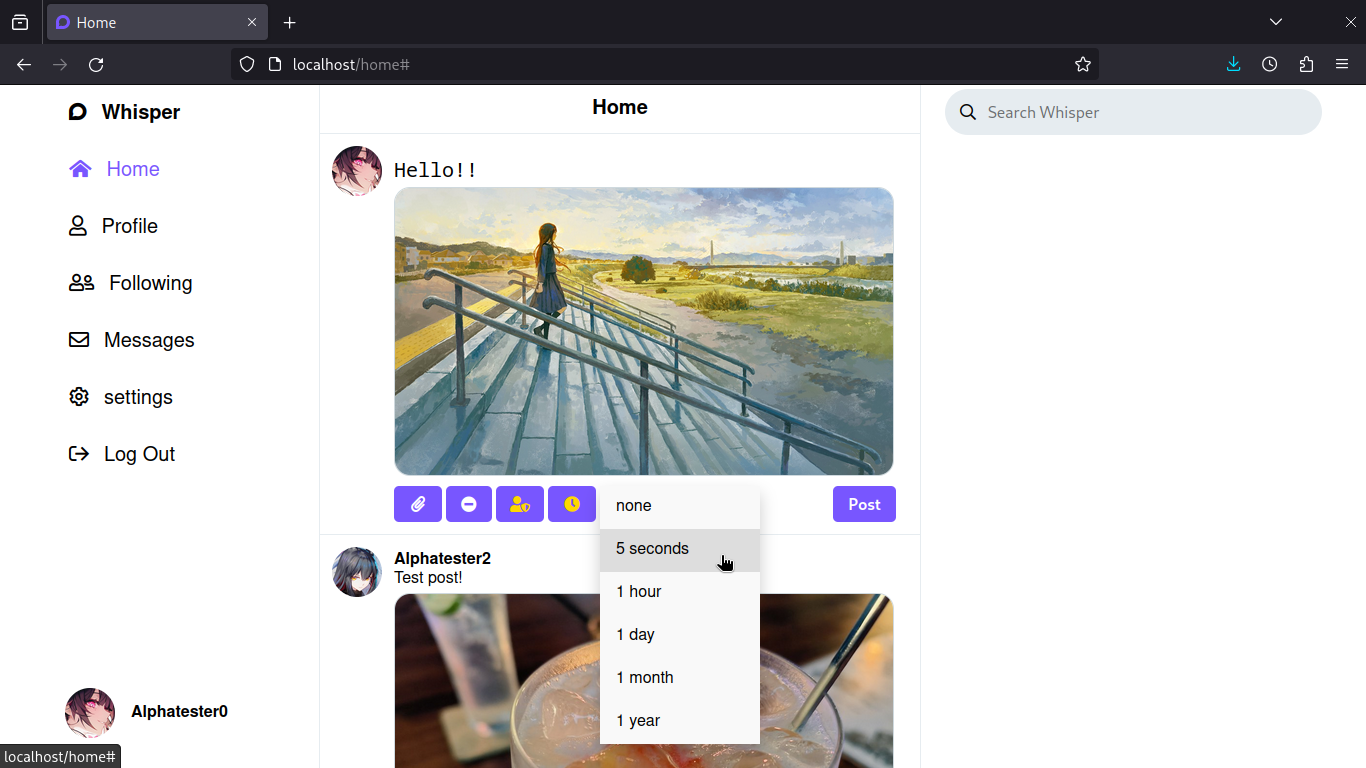 Home
localhost/home#
Whisper
Home
Profile
Following
Messages
settings
Log Out
Alphatester0
localhost/home#
Home
Hello!!
none
5 seconds
1 hour
1 day
1 month
1 year
Post
Alphatester2
Test post!
Search Whisper